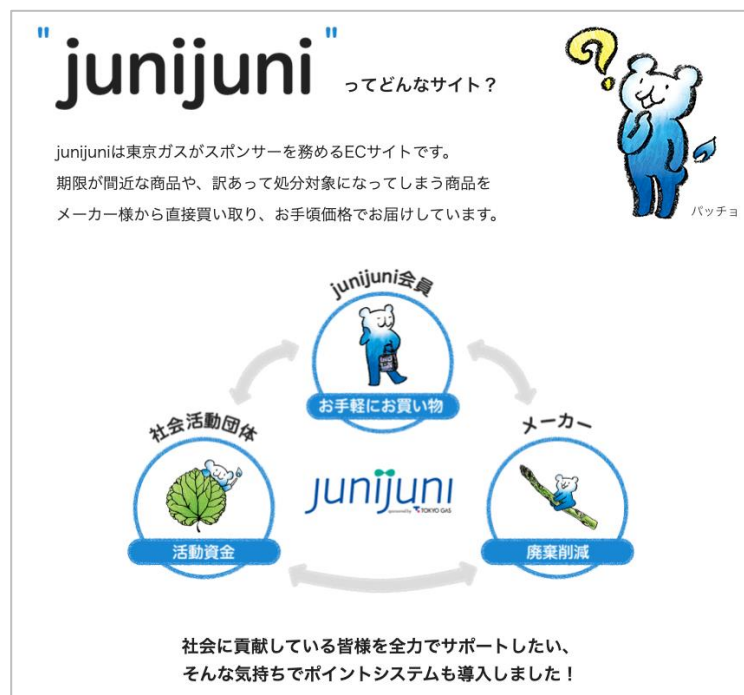 "junijuni"ってどんなサイト？
junijuniは東京ガスがスポンサーを務めるECサイトです。
期限が間近な商品や、訳あって処分対象になってしまう商品を
メーカー様から直接買い取り、お手頃価格でお届けしています。
パッチョ
junijuni会員
お手軽にお買い物
社会活動団体
活動資金
メーカー
廃棄削減
junijuni
sponsored by TOKYO GAS
社会に貢献している皆様を全力でサポートしたい、
そんな気持ちでポイントシステムも導入しました！